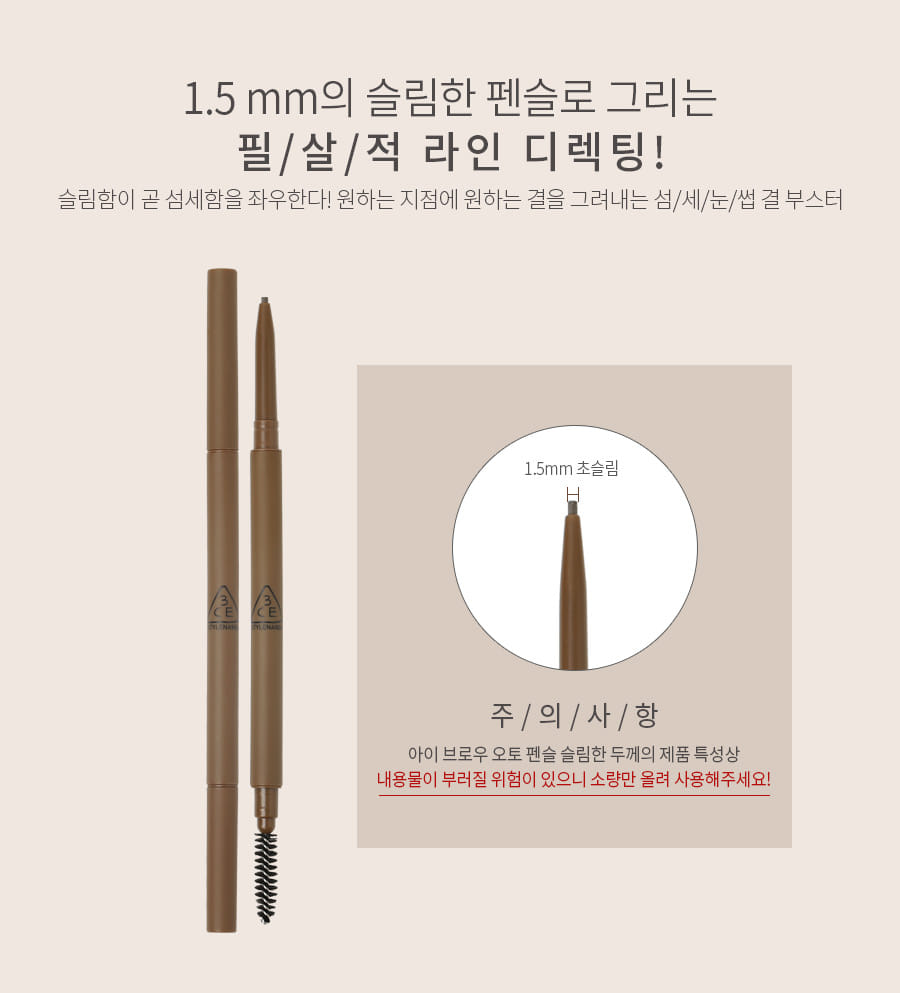 1.5 mm의 슬림한 펜슬로 그리는
필/살/적 라인 디렉팅!
슬림함이 곧 섬세함을 좌우한다! 원하는 지점에 원하는 결을 그려내는 섬/세/눈/썹 결 부스터
1.5mm 초슬림
3
CE
3
CE
주/의/사/항
아이 브로우 오토 펜슬 슬림한 두께의 제품 특성상
내용물이 부러질 위험이 있으니 소량만 올려 사용해주세요!